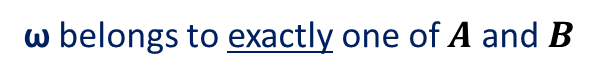 ω belongs to exactly one of A and B